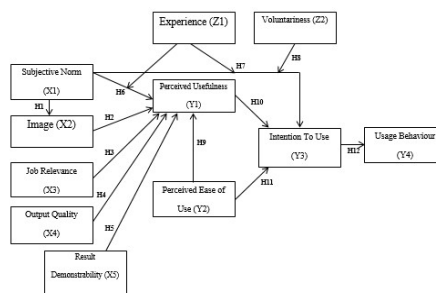 Experience (Z1)
Voluntariness (Z2)
H7
H8
Subjective Norm
(X1)
H6
Perceived Usefulness
(Y1)
H10
H1
H2
Image (X2)
H3
H9
Intention To Use
(Y3)
H12
Usage Behaviour
(Y4)
Job Relevance
(X3)
H4
H11
Perceived Ease of
Use (Y2)
Output Quality
(X4)
H5
Result
Demonstrability (X5)